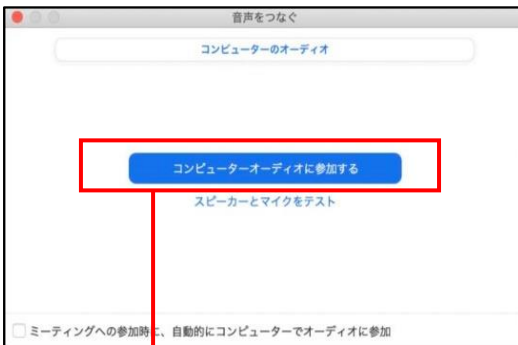 音声をつなぐ
コンピューターのオーディオ
コンピューターオーディオに参加する
スピーカーとマイクをテスト
ミーティングへの参加時に、自動的にコンピューターでオーディオに参加